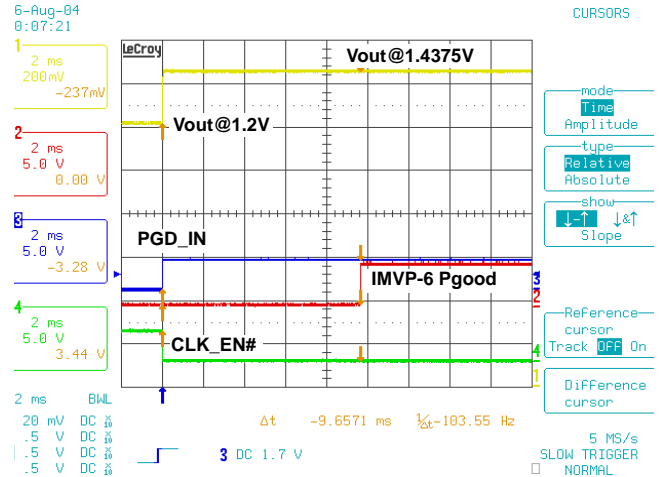 6-Aug-04
0:07:21
CURSORS
LeCroy
1
2 ms
200mV
-237mV
Vout@1.4375V
Vout@1.2V
mode
Time
Amplitude
type
Relative
Absolute
show
↓-↑ ↓&↑
Slope
2
2 ms
5.0 V
0.00 V
3
2 ms
5.0 V
-3.28 V
PGD_IN
IMVP-6 Pgood
3
2
4
2 ms
5.0 V
3.44 V
CLK_EN#
4
1
Reference
cursor
Track OFF On
Difference
cursor
2 ms BWL
20 mV DC
.5 V DC
.5 V DC
.5 V DC
Δt -9.6571 ms 1/Δt -103.55 Hz
3 DC 1.7 V
5 MS/s
SLOW TRIGGER
NORMAL